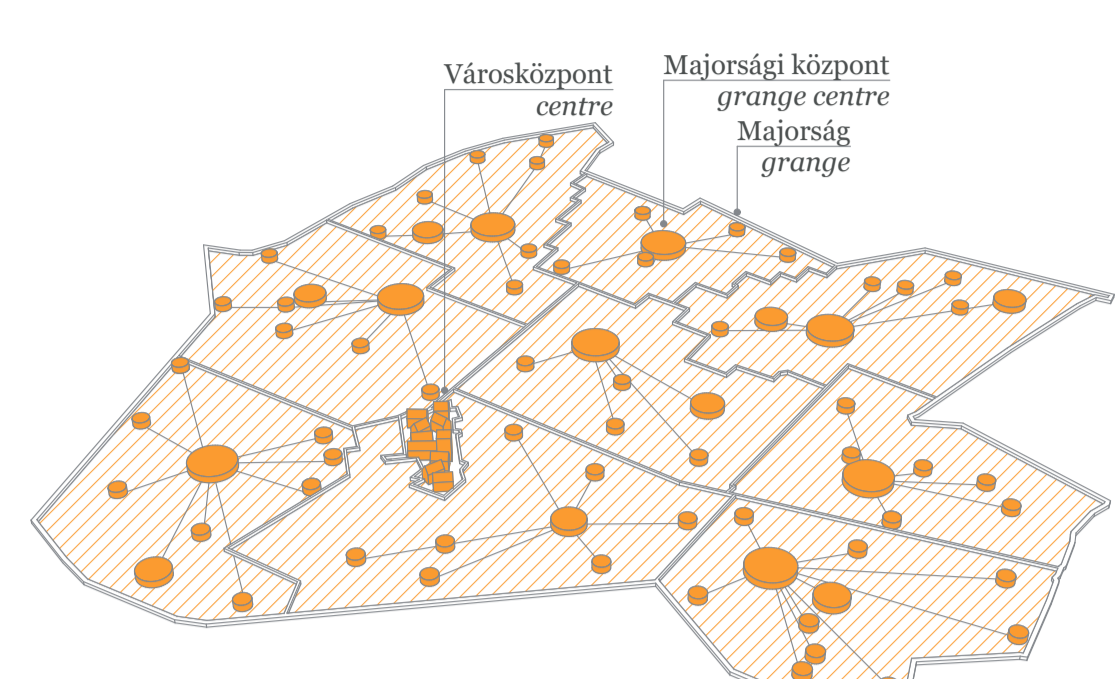 Városközpont
centre
Majorsági központ
grange centre
Majorság
grange